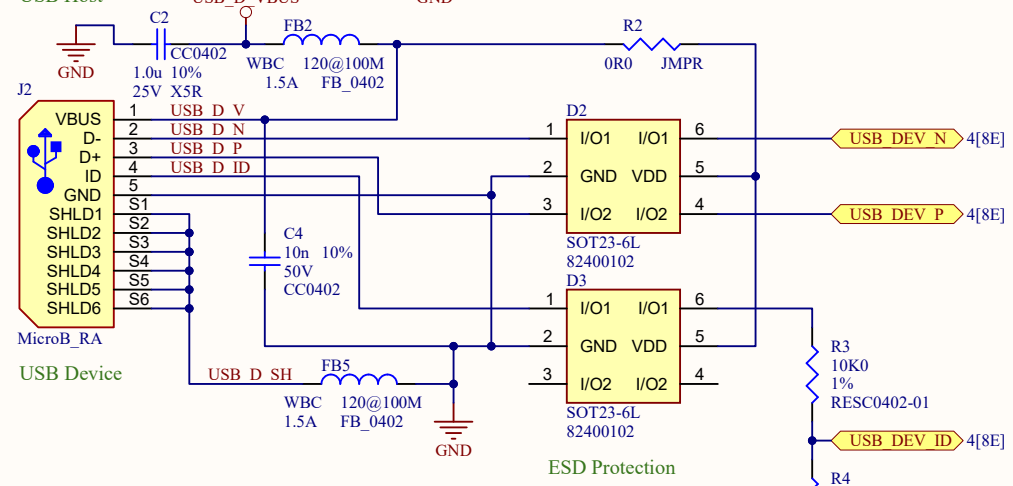 USB Host
USB_D_VBUS
GND
C2
CC0402
1.0u 10%
25V X5R
GND
FB2
WBC 120@100M
1.5A FB_0402
R2
0R0 JMPR
J2
VBUS 1 USB_D_V
D- 2 USB_D_N
D+ 3 USB_D_P
ID 4 USB_D_ID
GND 5
SHLD1 S1
SHLD2 S2
SHLD3 S3
SHLD4 S4
SHLD5 S5
SHLD6 S6
MicroB_RA
USB Device
C4
10n 10%
50V
CC0402
D2
1 I/O1 I/O1 6
2 GND VDD 5
3 I/O2 I/O2 4
SOT23-6L
82400102
USB_DEV_N 4[8E]
USB_DEV_P 4[8E]
D3
1 I/O1 I/O1 6
2 GND VDD 5
3 I/O2 I/O2 4
SOT23-6L
82400102
USB_D_SH
FB5
WBC 120@100M
1.5A FB_0402
GND
ESD Protection
R3
10K0
1%
RESC0402-01
USB_DEV_ID 4[8E]
R4